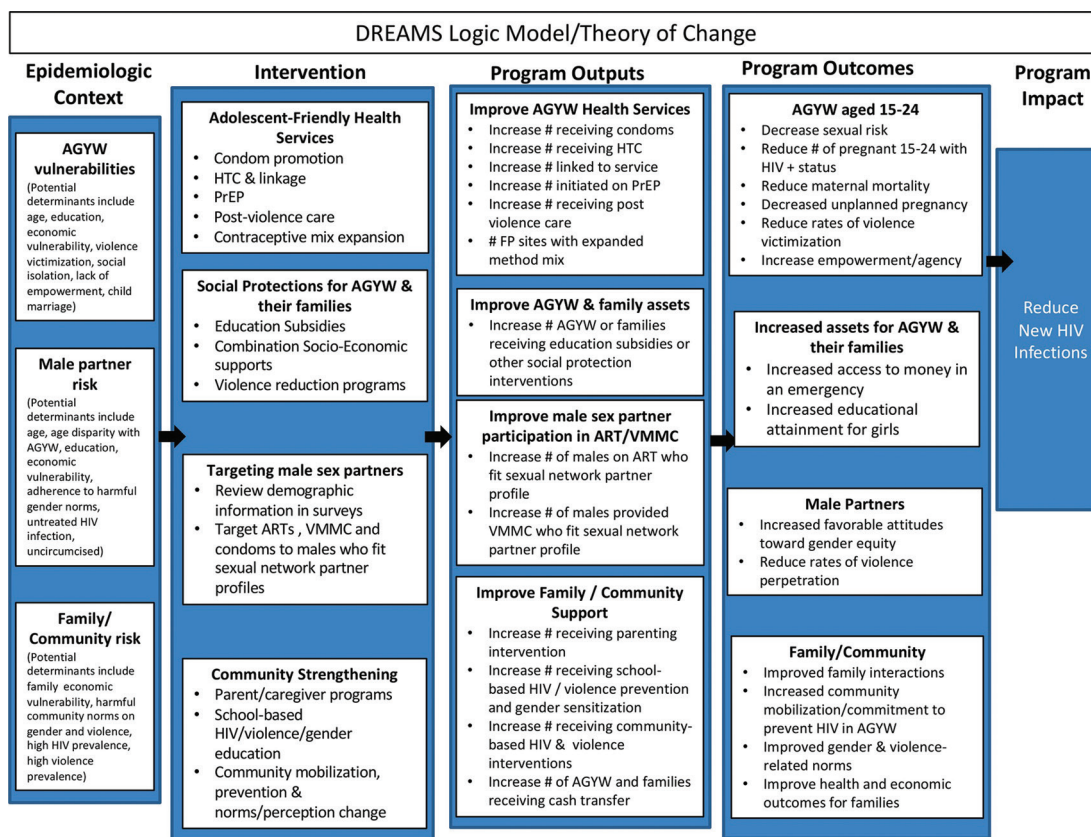 DREAMS Logic Model/Theory of Change
Epidemiologic
Context
AGYW
vulnerabilities
(Potential
determinants include
age, education,
economic
vulnerability, violence
victimization, social
isolation, lack of
empowerment, child
marriage)
Male partner
risk
(Potential
determinants include
age, age disparity with
AGYW, education,
economic
vulnerability,
adherence to harmful
gender norms,
untreated HIV
infection,
uncircumcised)
Family/
Community risk
(Potential
determinants include
family economic
vulnerability, harmful
community norms on
gender and violence,
high HIV prevalence,
high violence
prevalence)
Intervention
Adolescent-Friendly Health
Services
• Condom promotion
• HTC & linkage
• PrEP
• Post-violence care
• Contraceptive mix expansion
Social Protections for AGYW &
their families
• Education Subsidies
• Combination Socio-Economic
supports
• Violence reduction programs
Targeting male sex partners
• Review demographic
information in surveys
• Target ARTs , VMMC and
condoms to males who fit
sexual network partner
profiles
Community Strengthening
• Parent/caregiver programs
• School-based
HIV/violence/gender
education
• Community mobilization,
prevention &
norms/perception change
Program Outputs
Improve AGYW Health Services
• Increase # receiving condoms
• Increase # receiving HTC
• Increase # linked to service
• Increase # initiated on PrEP
• Increase # receiving post
violence care
• # FP sites with expanded
method mix
Improve AGYW & family assets
• Increase # AGYW or families
receiving education subsidies or
other social protection
interventions
Improve male sex partner
participation in ART/VMMC
• Increase # of males on ART who
fit sexual network partner
profile
• Increase # of males provided
VMMC who fit sexual network
partner profile
Improve Family / Community
Support
• Increase # receiving parenting
intervention
• Increase # receiving school-
based HIV / violence prevention
and gender sensitization
• Increase # receiving community-
based HIV & violence
interventions
• Increase # of AGYW and families
receiving cash transfer
Program Outcomes
AGYW aged 15-24
• Decrease sexual risk
• Reduce # of pregnant 15-24 with
HIV + status
• Reduce maternal mortality
• Decreased unplanned pregnancy
• Reduce rates of violence
victimization
• Increase empowerment/agency
Increased assets for AGYW &
their families
• Increased access to money in
an emergency
• Increased educational
attainment for girls
Male Partners
• Increased favorable attitudes
toward gender equity
• Reduce rates of violence
perpetration
Family/Community
• Improved family interactions
• Increased community
mobilization/commitment to
prevent HIV in AGYW
• Improved gender & violence-
related norms
• Improve health and economic
outcomes for families
Program
Impact
Reduce
New HIV
Infections